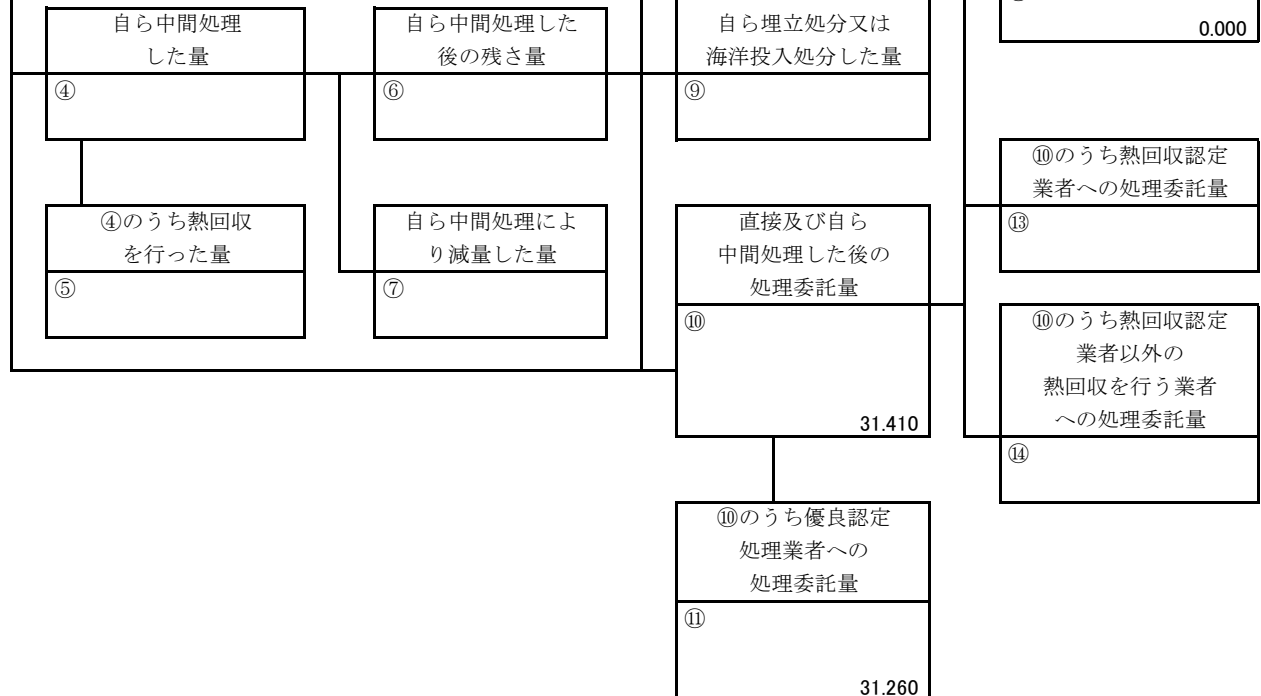 自ら中間処理
した量
④
自ら中間処理した
後の残さ量
⑥
自ら埋立処分又は
海洋投入処分した量
⑨
0.000
④のうち熱回収
を行った量
⑤
自ら中間処理によ
り減量した量
⑦
直接及び自ら
中間処理した後の
処理委託量
⑩
31.410
⑩のうち熱回収認定
業者への処理委託量
⑬
⑩のうち熱回収認定
業者以外の
熱回収を行う業者
への処理委託量
⑭
⑩のうち優良認定
処理業者への
処理委託量
⑪
31.260